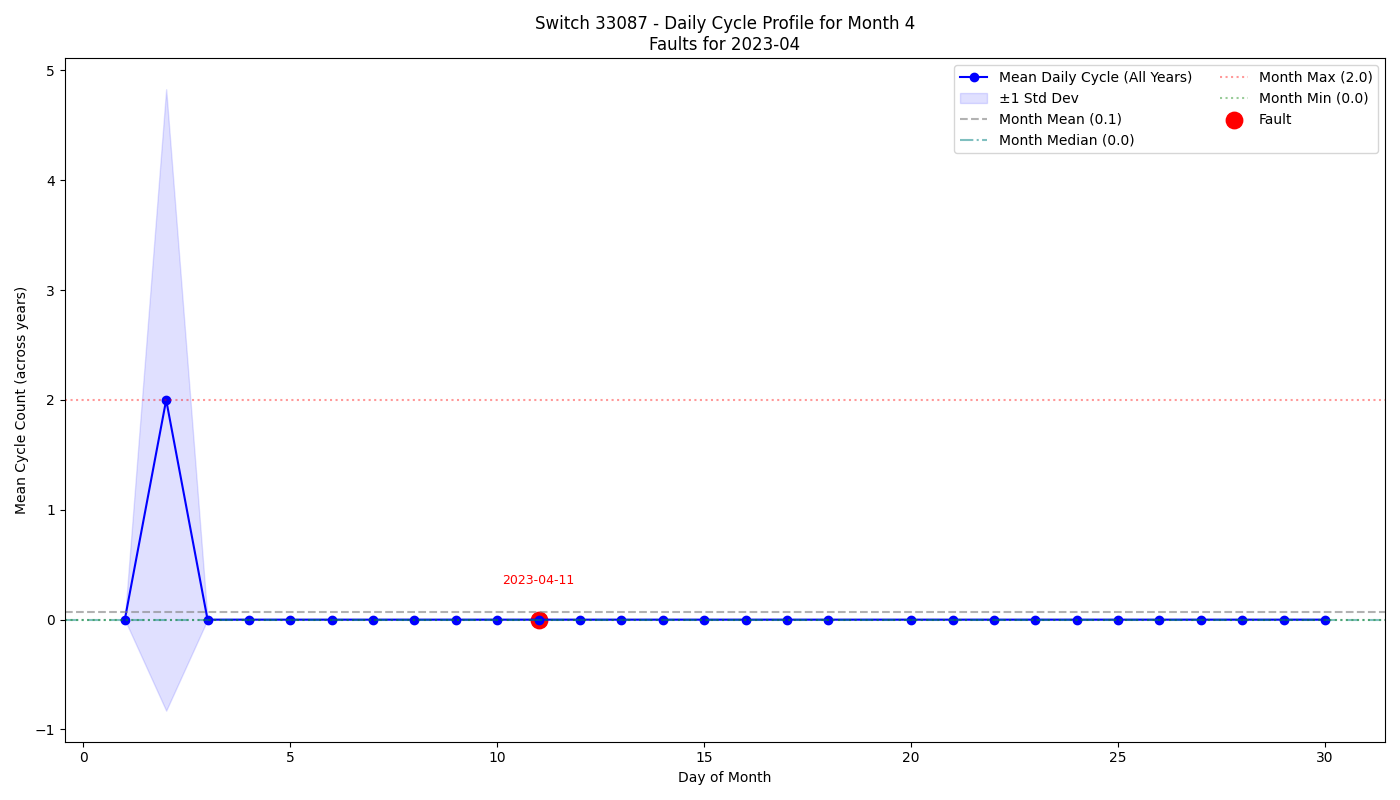 Switch 33087 - Daily Cycle Profile for Month 4
Faults for 2023-04
Mean Daily Cycle (All Years)
±1 Std Dev
Month Mean (0.1)
Month Median (0.0)
Month Max (2.0)
Month Min (0.0)
Fault
Mean Cycle Count (across years)
5
4
3
2
1
0
−1
2023-04-11
0
5
10
15
20
25
30
Day of Month